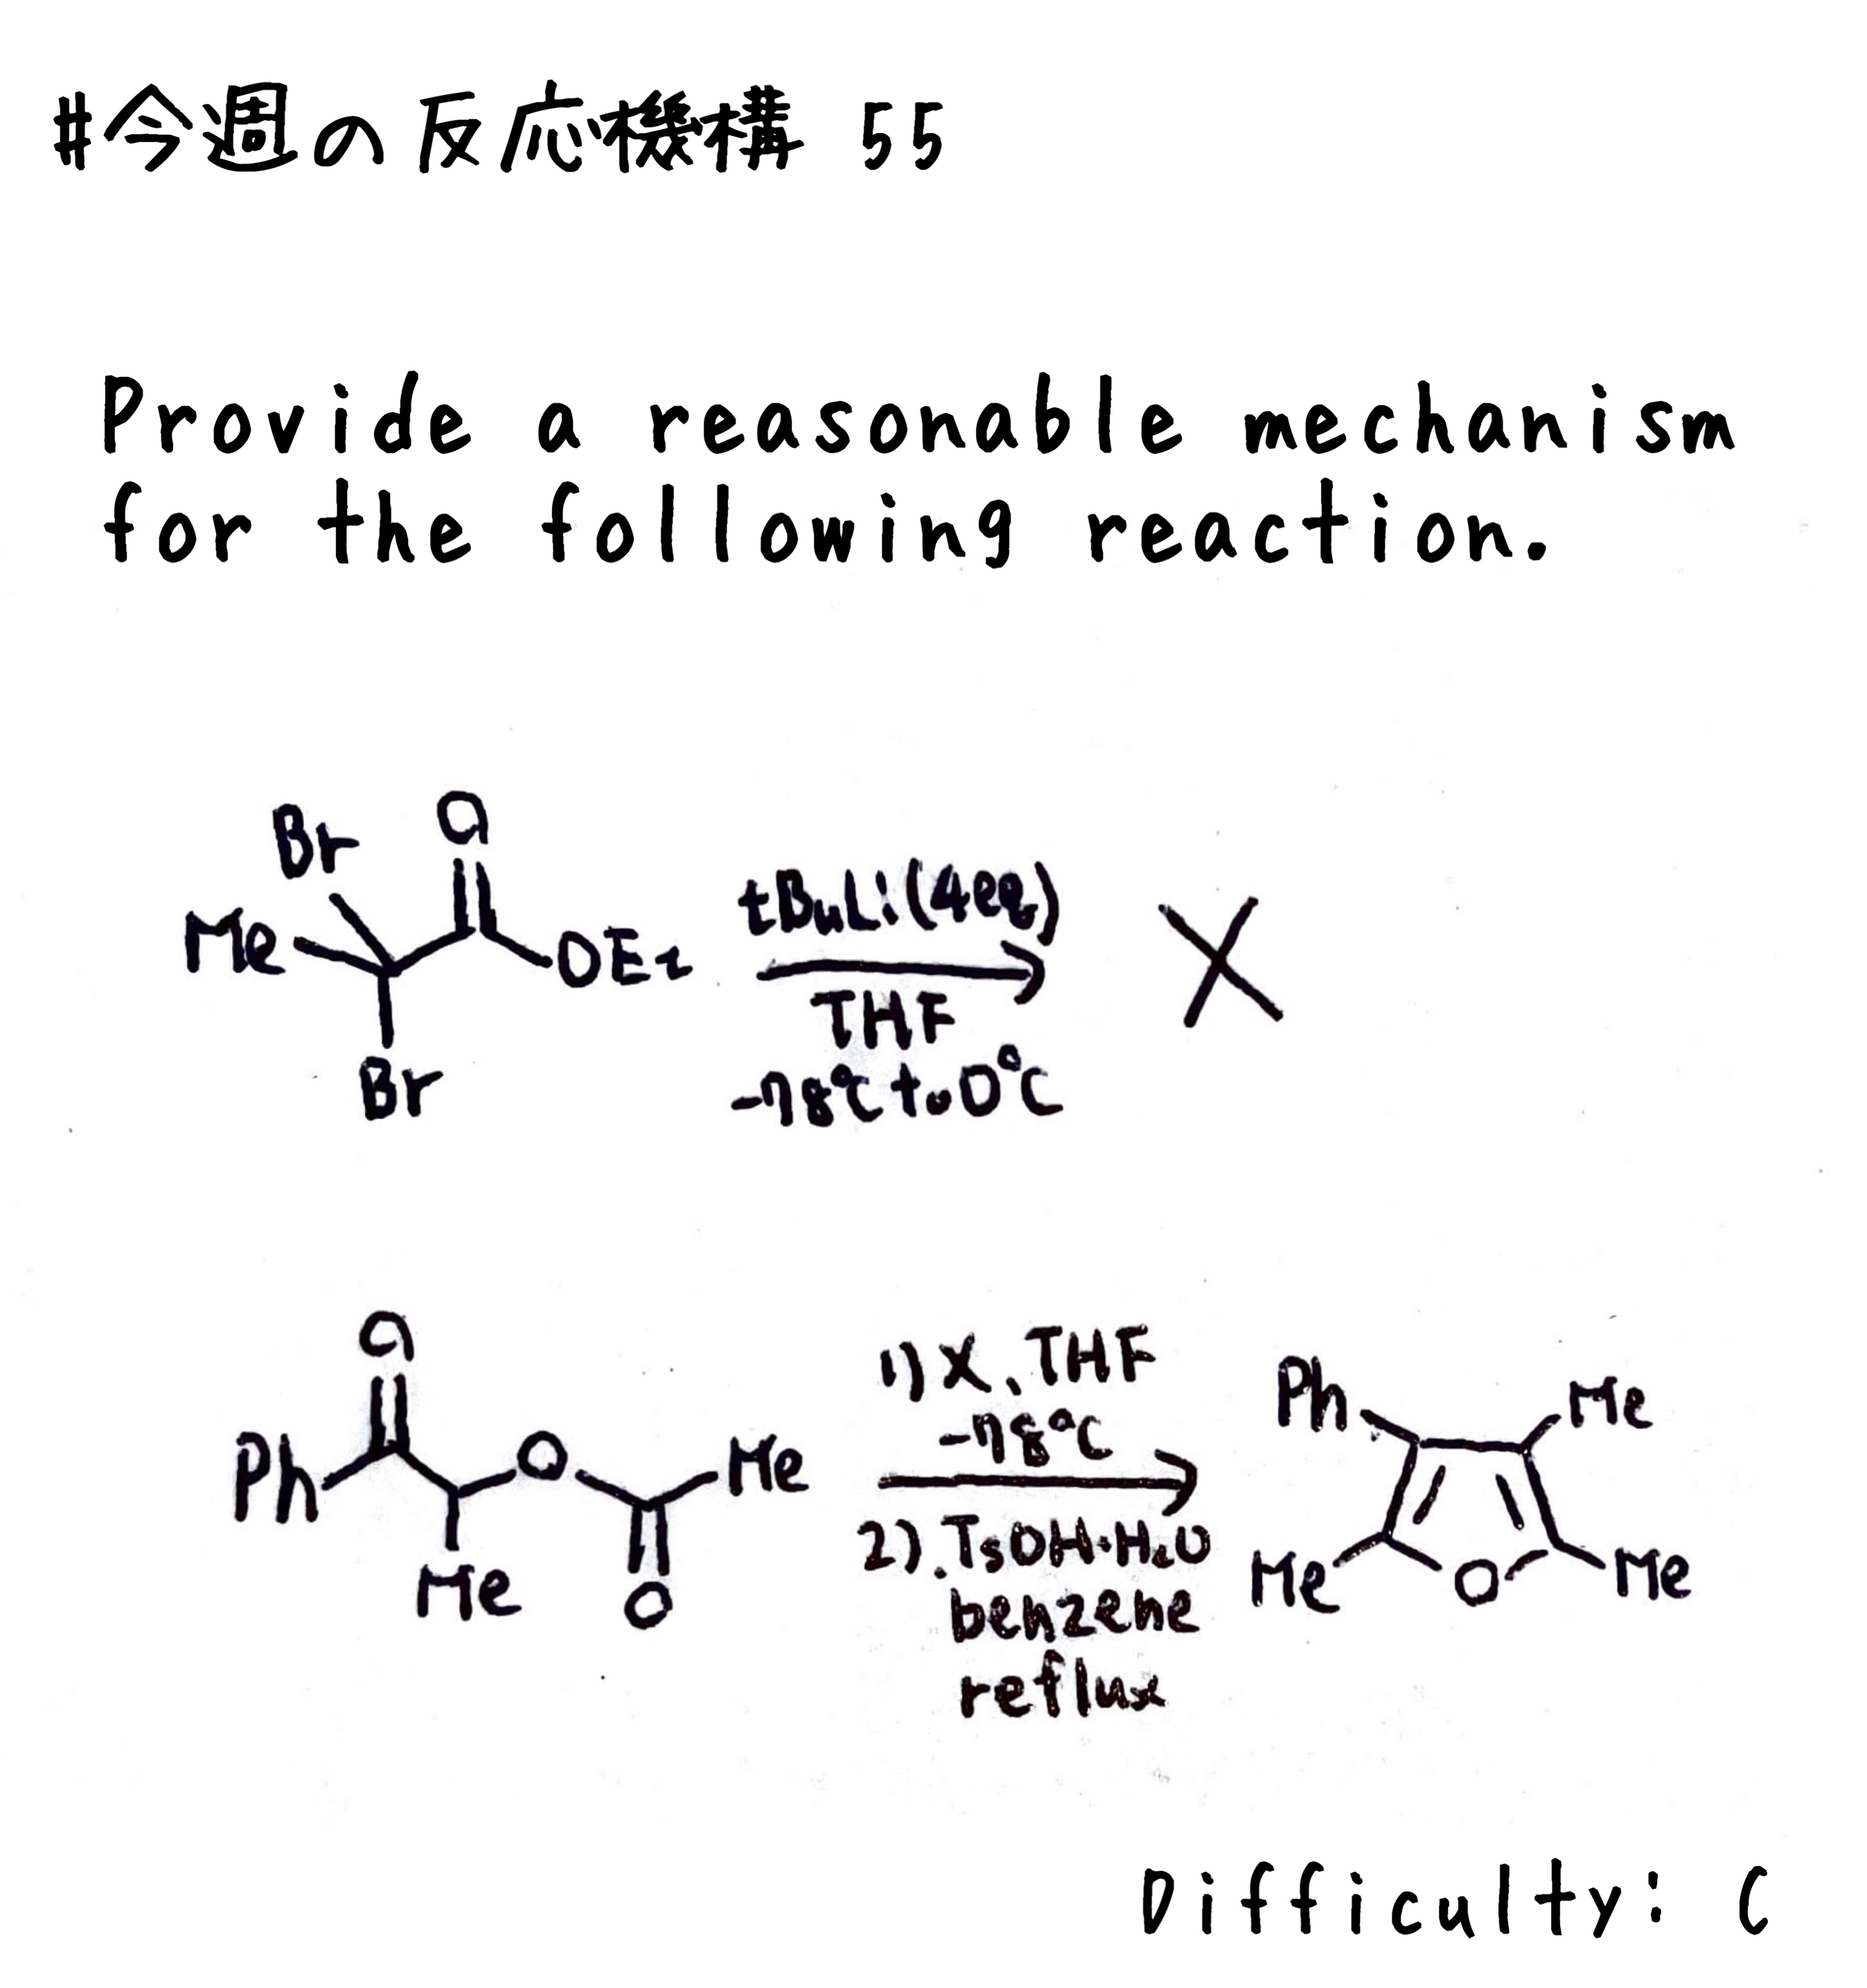 #今週の反応機構 55
Provide a reasonable mechanism
for the following reaction.
Br O
Me OEt
Br
tBuLi(4eq)
THF
-78℃ to 0℃
X
O
Ph O Me
Me O
1) X, THF
-78℃
2) TsOH·H₂O
benzene
reflux
Ph Me
Me O Me
Difficulty: C